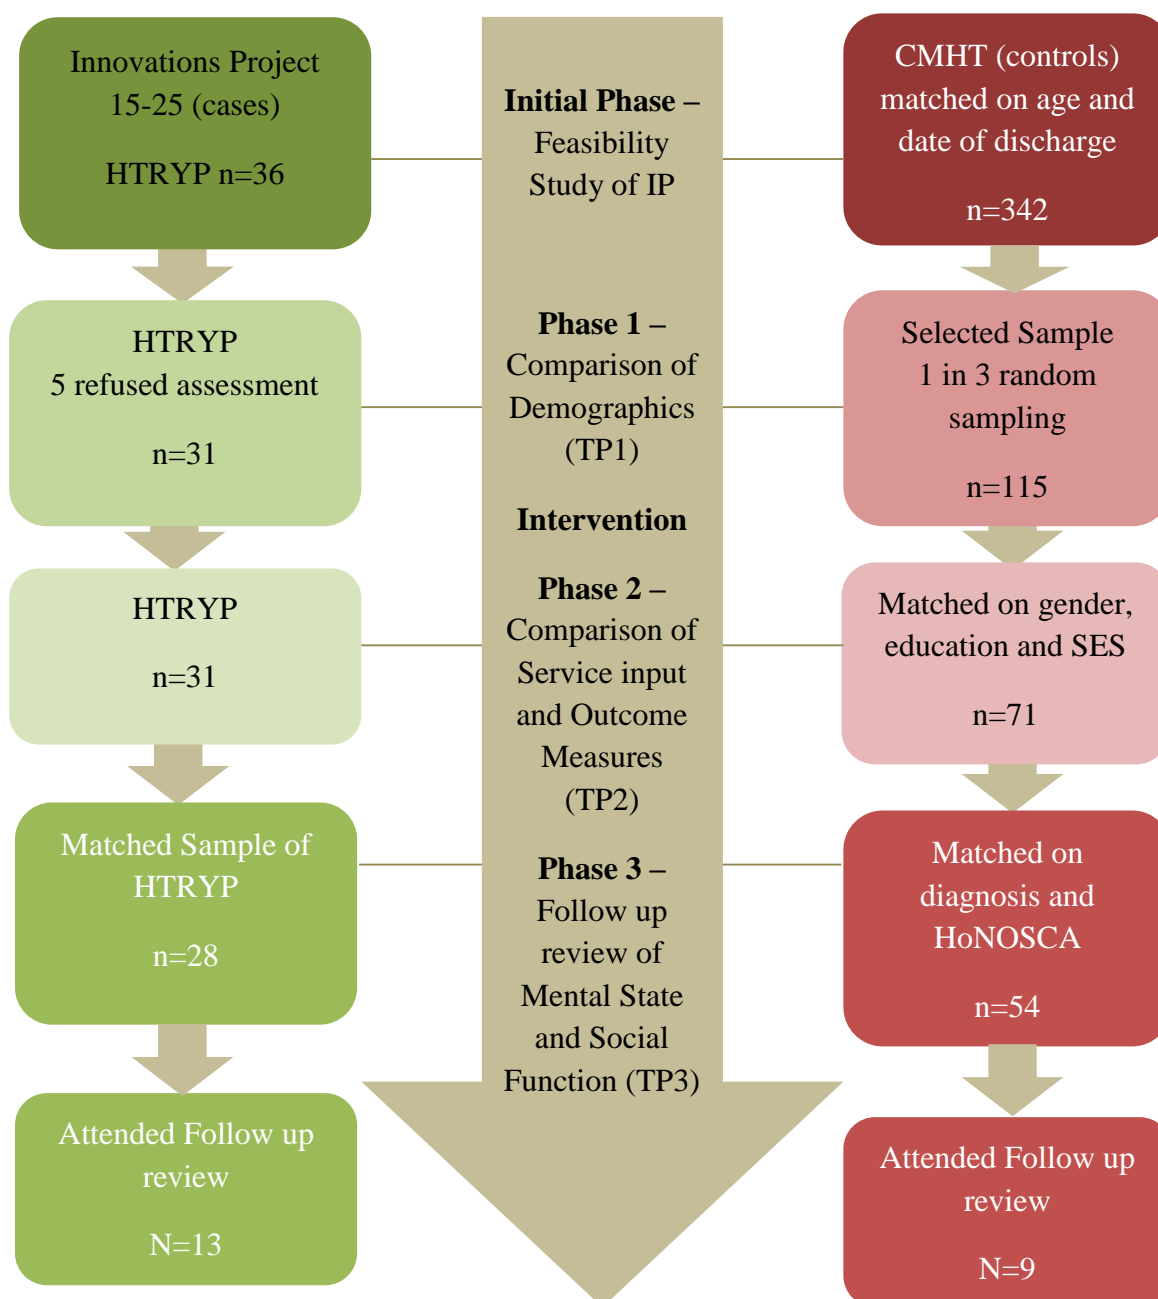 Innovations Project
15-25 (cases)
HTRYP n=36
HTRYP
5 refused assessment
n=31
HTRYP
n=31
Matched Sample of
HTRYP
n=28
Attended Follow up
review
N=13
Initial Phase –
Feasibility
Study of IP
Phase 1 –
Comparison of
Demographics
(TP1)
Intervention
Phase 2 –
Comparison of
Service input
and Outcome
Measures
(TP2)
Phase 3 –
Follow up
review of
Mental State
and Social
Function (TP3)
CMHT (controls)
matched on age and
date of discharge
n=342
Selected Sample
1 in 3 random
sampling
n=115
Matched on gender,
education and SES
n=71
Matched on
diagnosis and
HoNOSCA
n=54
Attended Follow up
review
N=9